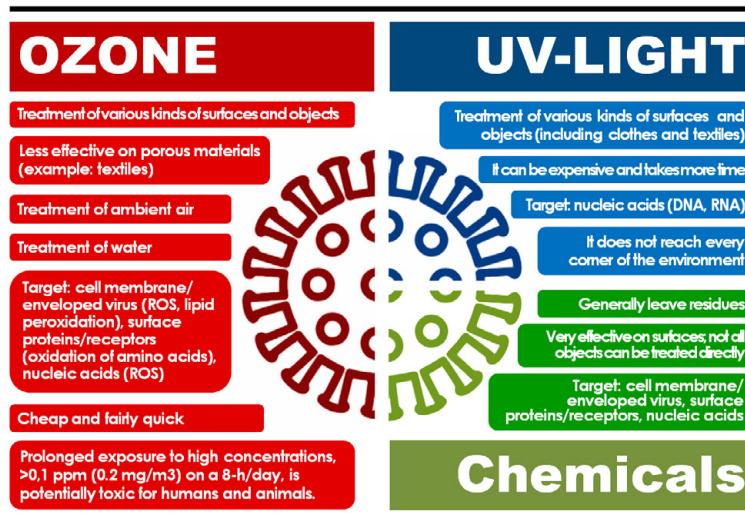 OZONE
Treatment of various kinds of surfaces and objects
Less effective on porous materials
(example: textiles)
Treatment of ambient air
Treatment of water
Target: cell membrane/
enveloped virus (ROS, lipid
peroxidation), surface
proteins/receptors
(oxidation of amino acids),
nucleic acids (ROS)
Cheap and fairly quick
Prolonged exposure to high concentrations,
>0,1 ppm (0.2 mg/m3) on a 8-h/day, is
potentially toxic for humans and animals.
UV-LIGHT
Treatment of various kinds of surfaces and
objects (including clothes and textiles)
It can be expensive and takes more time
Target: nucleic acids (DNA, RNA)
It does not reach every
corner of the environment
Generally leave residues
Very effective on surfaces; not all
objects can be treated directly
Target: cell membrane/
enveloped virus, surface
proteins/receptors, nucleic acids
Chemicals